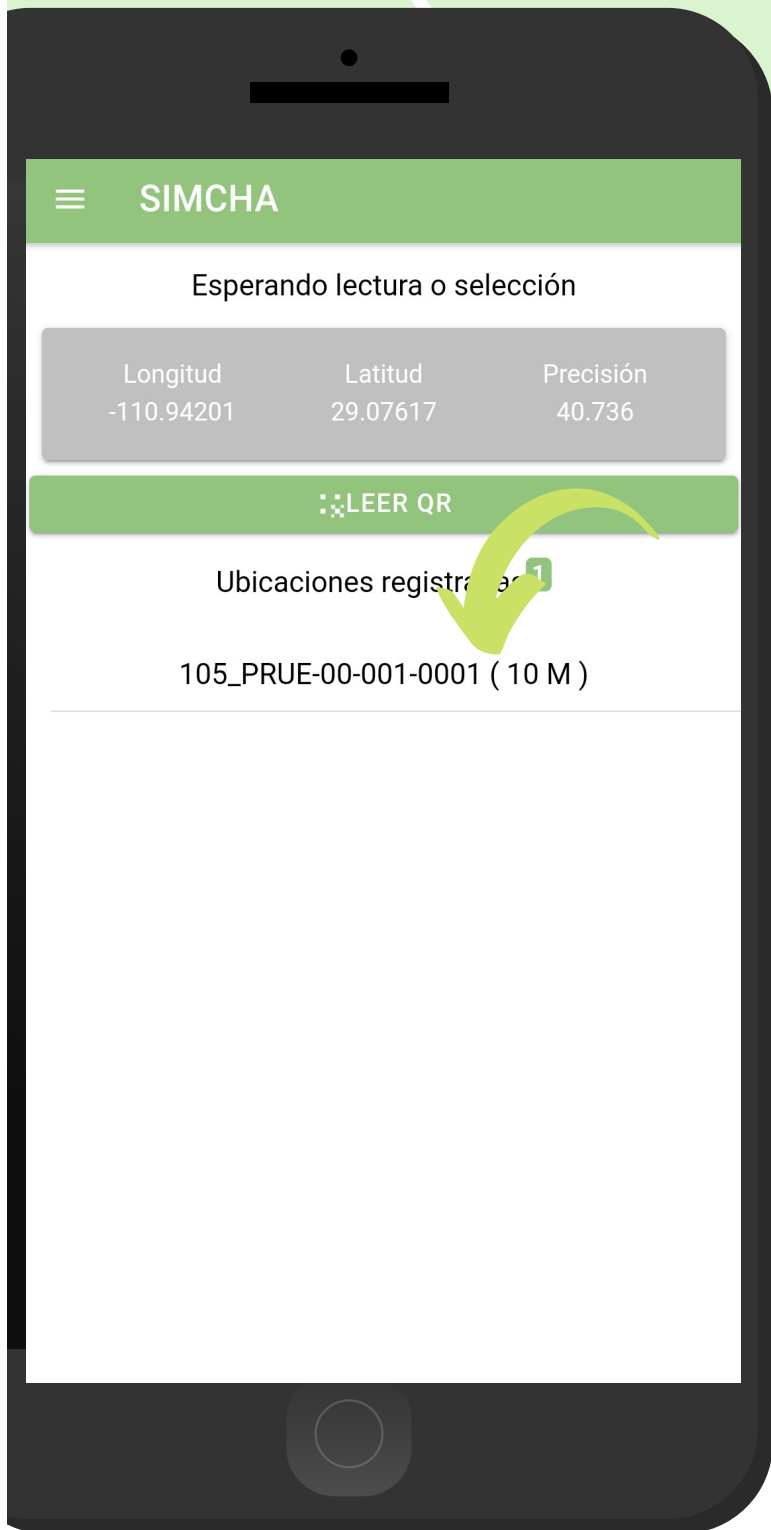 SIMCHA
Esperando lectura o selección
Longitud Latitud Precisión
-110.94201 29.07617 40.736
LEER QR
Ubicaciones 1
105_PRUE-00-001-0001 ( 10 M )